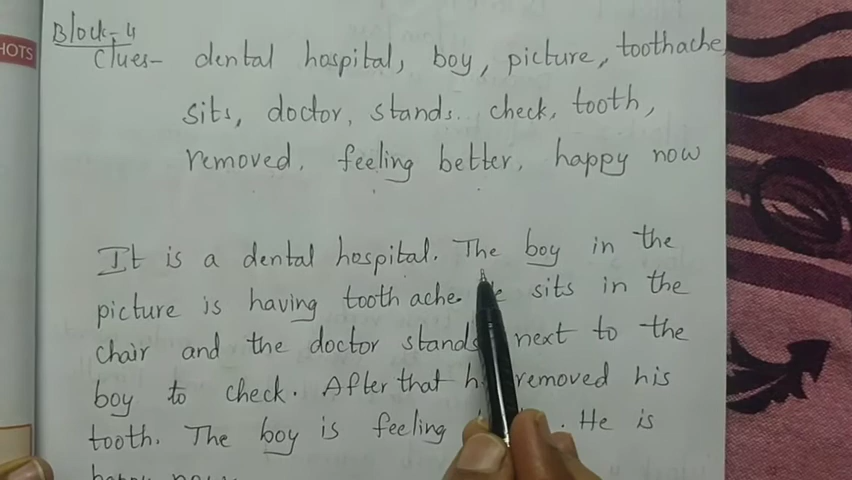 Block-4
HOTS
Clues- dental hospital, boy, picture, toothache,
sits, doctor, stands. check, tooth,
removed, feeling better, happy now
It is a dental hospital. The boy in the
picture is having tooth ache. sits in the
chair and the doctor stands next to the
boy to check. After that removed his
tooth. The boy is feeling . He is
happy now